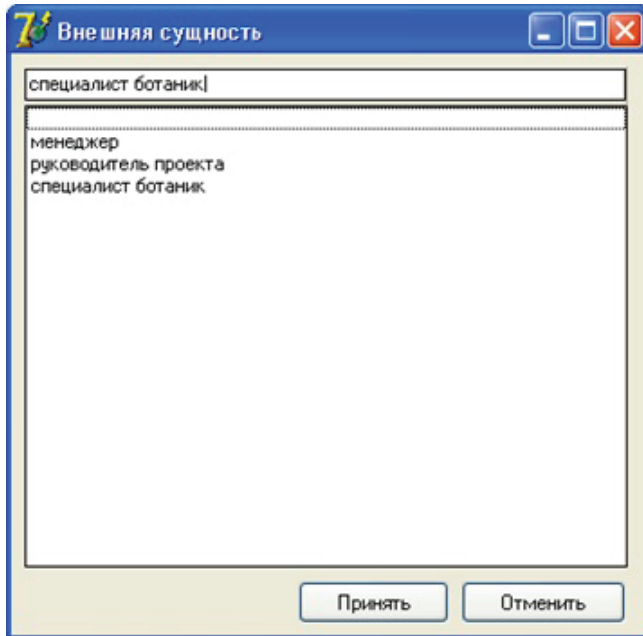 Внешняя сущность
специалист ботаник
менеджер
руководитель проекта
специалист ботаник
Принять
Отменить